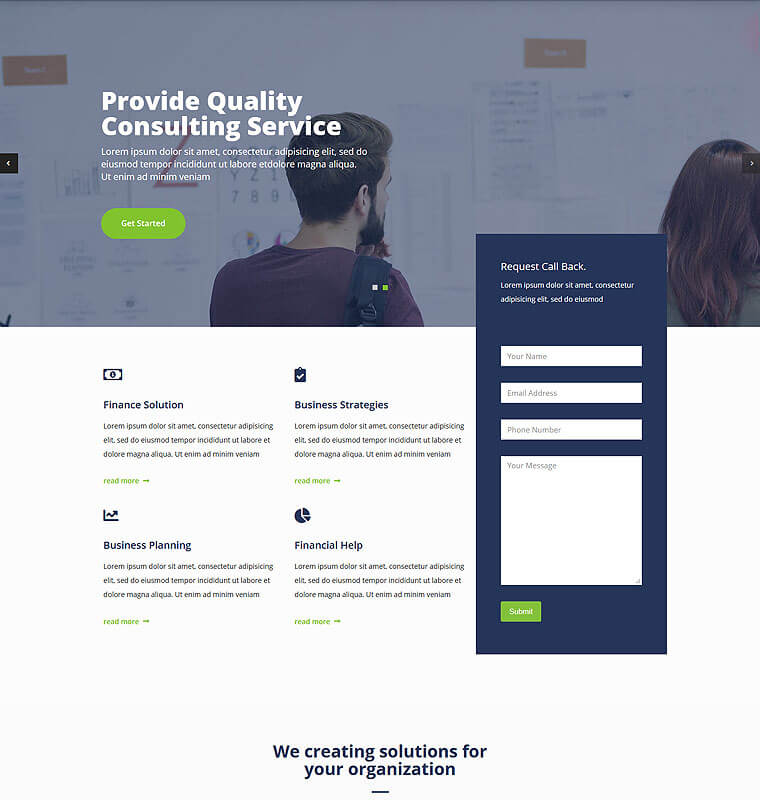 Provide Quality
Consulting Service
Lorem ipsum dolor sit amet, consectetur adipisicing elit, sed do
eiusmod tempor incididunt ut labore etdolore magna aliqua.
Ut enim ad minim veniam
Get Started
Request Call Back.
Lorem ipsum dolor sit amet, consectetur
adipisicing elit, sed do eiusmod
Your Name
Email Address
Phone Number
Your Message
Submit
Finance Solution
Lorem ipsum dolor sit amet, consectetur adipisicing
elit, sed do eiusmod tempor incididunt ut labore et
dolore magna aliqua. Ut enim ad minim veniam
read more
Business Strategies
Lorem ipsum dolor sit amet, consectetur adipisicing
elit, sed do eiusmod tempor incididunt ut labore et
dolore magna aliqua. Ut enim ad minim veniam
read more
Business Planning
Lorem ipsum dolor sit amet, consectetur adipisicing
elit, sed do eiusmod tempor incididunt ut labore et
dolore magna aliqua. Ut enim ad minim veniam
read more
Financial Help
Lorem ipsum dolor sit amet, consectetur adipisicing
elit, sed do eiusmod tempor incididunt ut labore et
dolore magna aliqua. Ut enim ad minim veniam
read more
We creating solutions for
your organization